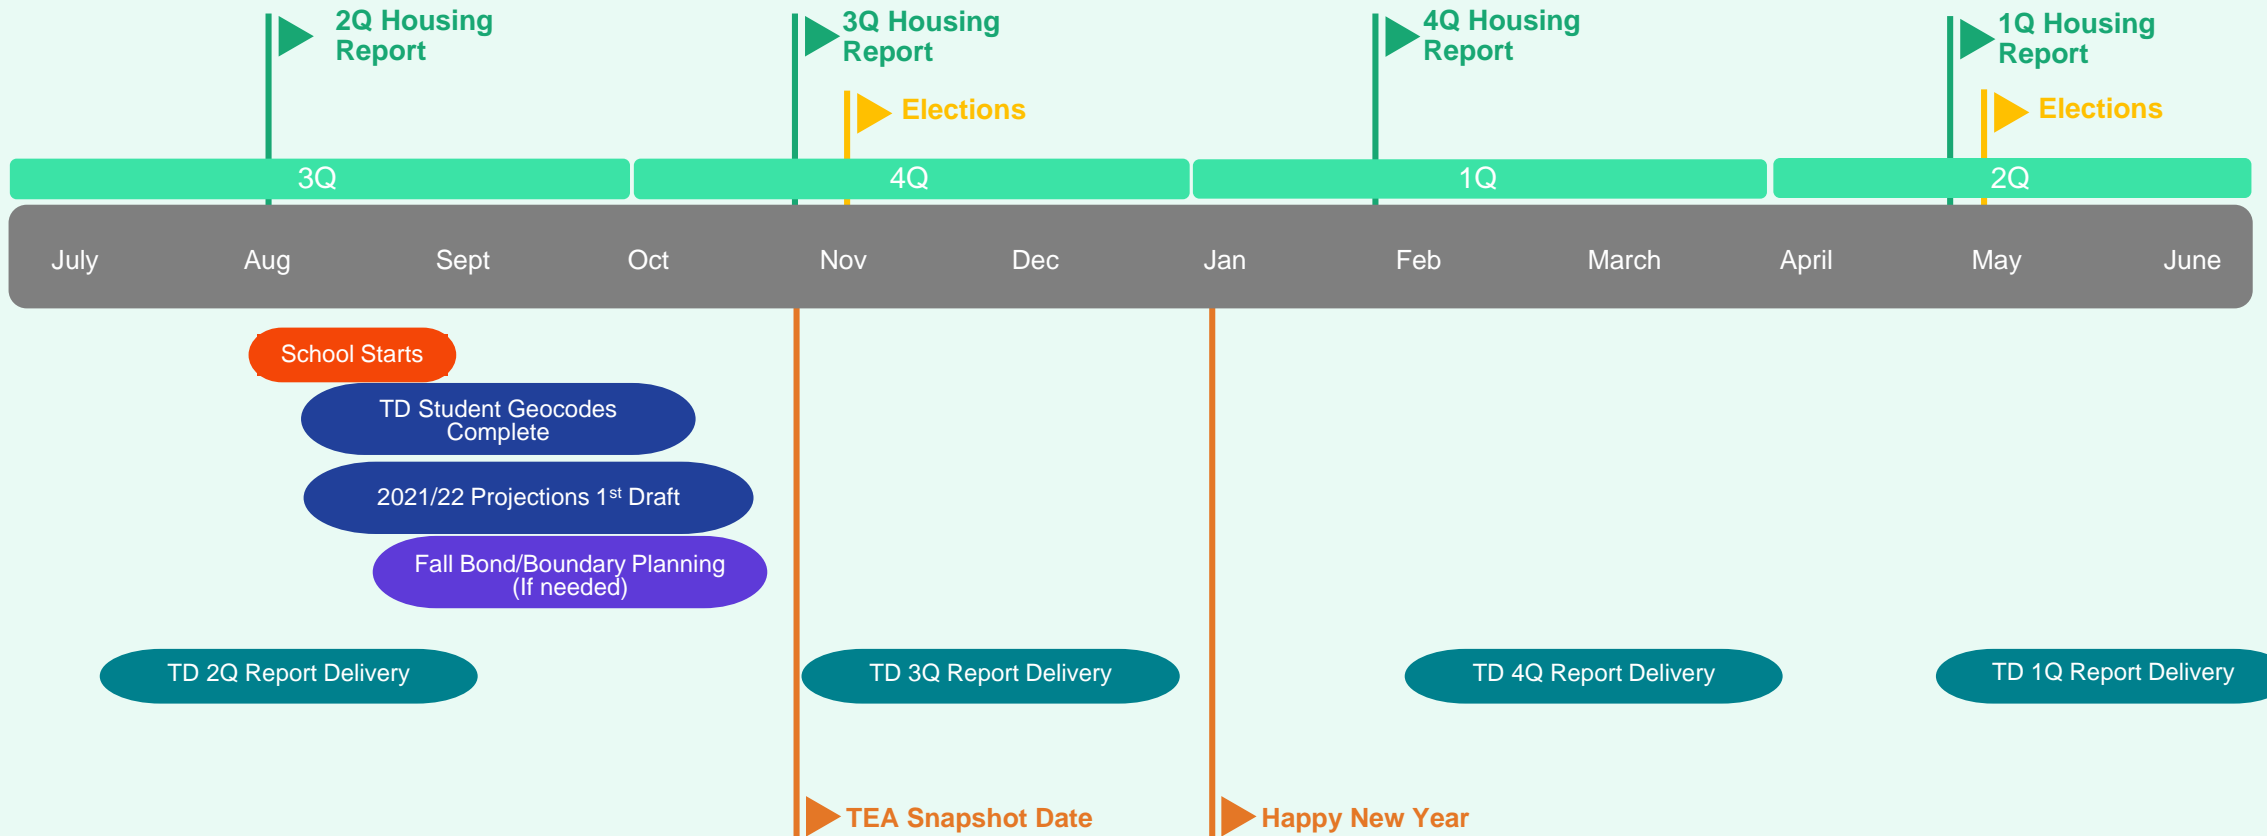 2Q Housing
Report
3Q Housing
Report
4Q Housing
Report
1Q Housing
Report
Elections
Elections
3Q
4Q
1Q
2Q
July
Aug
Sept
Oct
Nov
Dec
Jan
Feb
March
April
May
June
School Starts
TD Student Geocodes
Complete
2021/22 Projections 1st Draft
Fall Bond/Boundary Planning
(If needed)
TD 2Q Report Delivery
TD 3Q Report Delivery
TD 4Q Report Delivery
TD 1Q Report Delivery
TEA Snapshot Date
Happy New Year